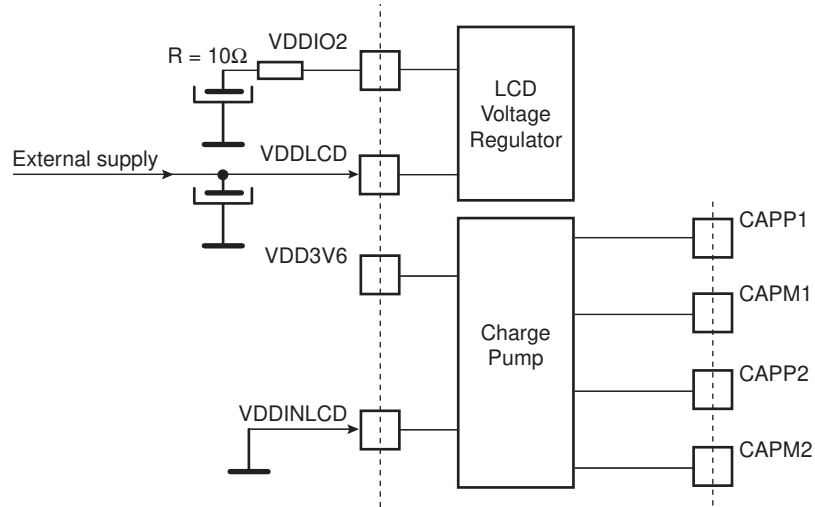 VDDIO2
R = 10Ω
LCD
Voltage
Regulator
External supply
VDDLCD
VDD3V6
Charge
Pump
VDDINLCD
CAPP1
CAPM1
CAPP2
CAPM2